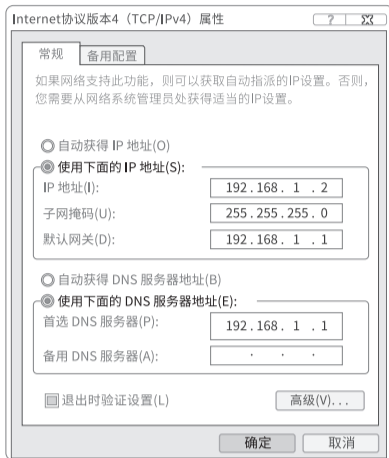 Internet协议版本4（TCP/IPv4）属性
常规 备用配置
如果网络支持此功能，则可以获取自动指派的IP设置。否则，
您需要从网络系统管理员处获得适当的IP设置。
自动获得 IP 地址(O)
使用下面的 IP 地址(S):
IP 地址(I): 192.168. 1 . 2
子网掩码(U): 255.255.255. 0
默认网关(D): 192.168. 1 . 1
自动获得 DNS 服务器地址(B)
使用下面的 DNS 服务器地址(E):
首选 DNS 服务器(P): 192.168. 1 . 1
备用 DNS 服务器(A): . . .
退出时验证设置(L) 高级(V)...
确定 取消